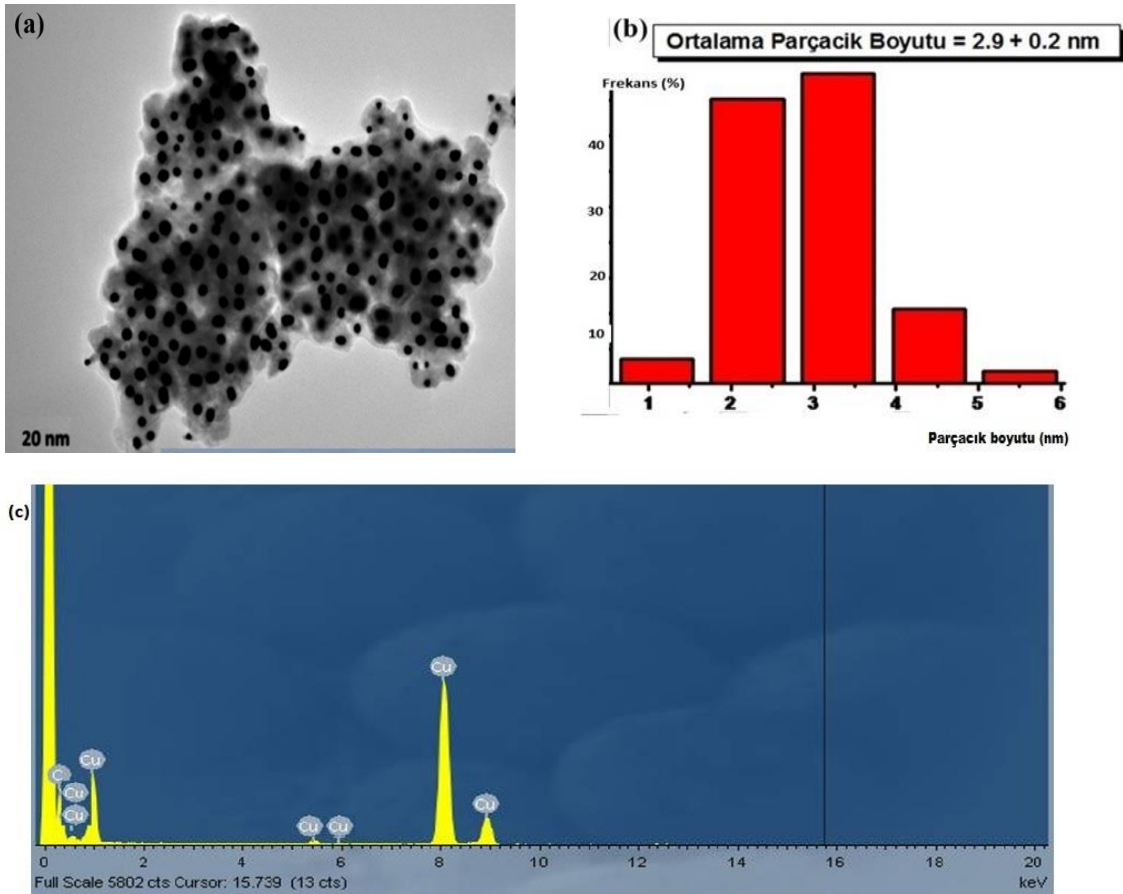 (a)
20 nm
(b)
Ortalama Parçacik Boyutu = 2.9 + 0.2 nm
Frekans (%)
40
30
20
10
1 2 3 4 5 6
Parçacık boyutu (nm)
(c)
Cu
Cu
Cu
C
Cu
Cu
Cu Cu
0 2 4 6 8 10 12 14 16 18 20
Full Scale 5802 cts Cursor: 15.739 (13 cts) keV